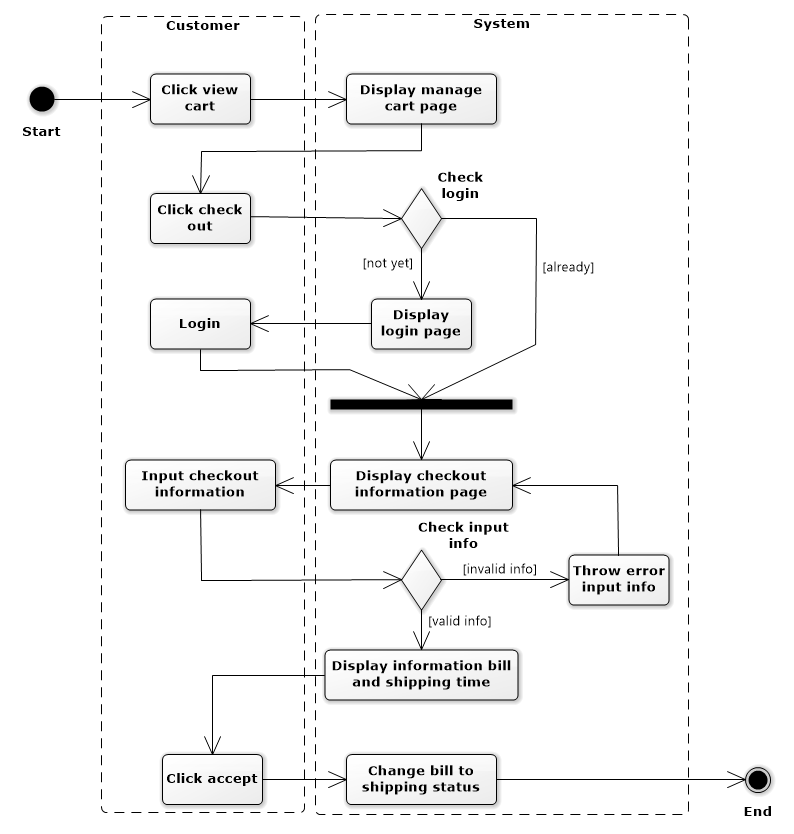 Customer
System
Click view
cart
Display manage
cart page
Start
Check
login
Click check
out
[not yet]
[already]
Login
Display
login page
Input checkout
information
Display checkout
information page
Check input
info
[invalid info]
Throw error
input info
[valid info]
Display information bill
and shipping time
Click accept
Change bill to
shipping status
End